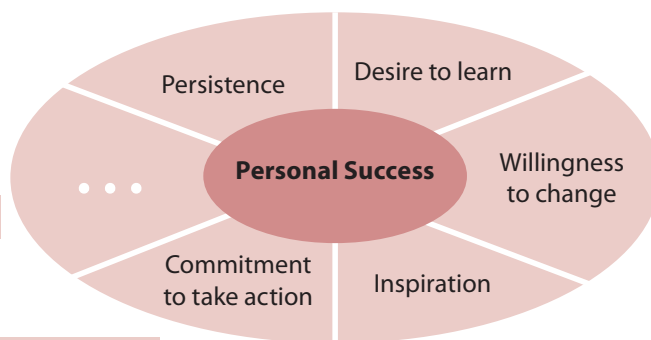 Persistence
Desire to learn
Personal Success
Willingness
to change
...
Commitment
to take action
Inspiration